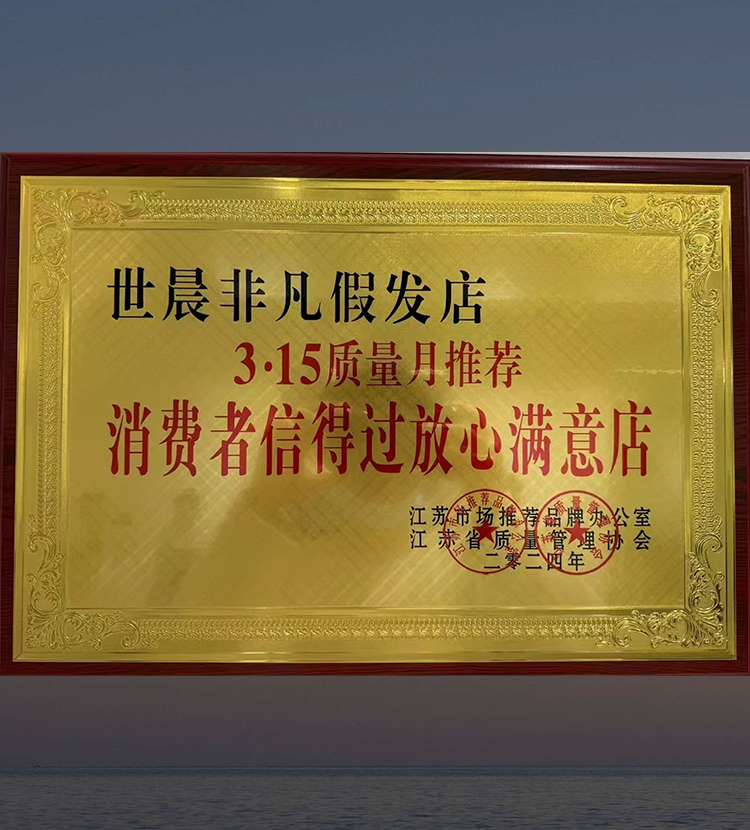 世晨非凡假发店
3·15质量月推荐
消费者信得过放心满意店
江苏市场推荐品牌办公室
江苏省质量管理协会
二零二四年